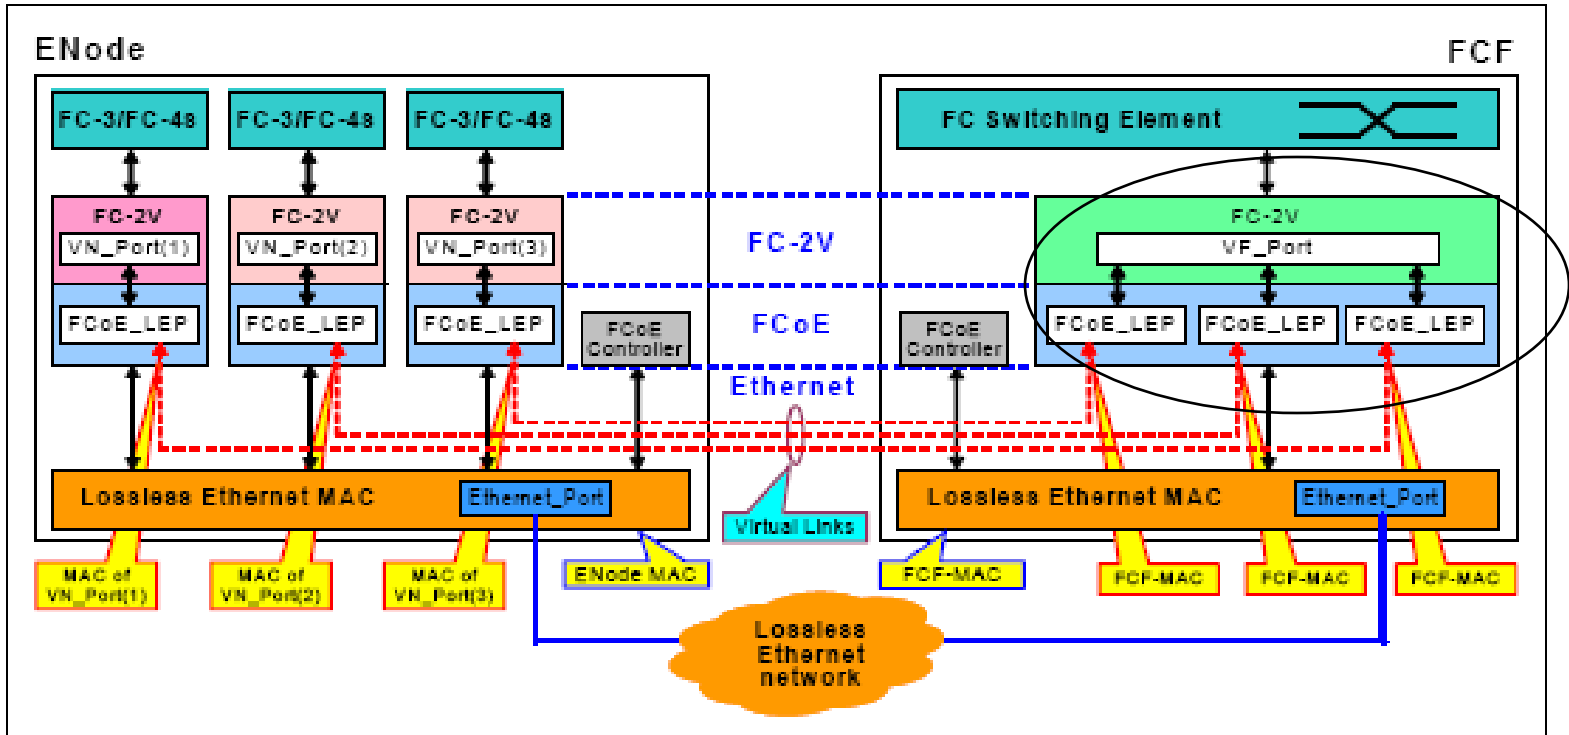 ENode
FCF
FC-3/FC-4s
FC-3/FC-4s
FC-3/FC-4s
FC Switching Element
FC-2V
VN_Port(1)
FC-2V
VN_Port(2)
FC-2V
VN_Port(3)
FC-2V
FC-2V
VF_Port
FCoE_LEP
FCoE_LEP
FCoE_LEP
FCoE
Controller
FCoE
FCoE
Controller
FCoE_LEP
FCoE_LEP
FCoE_LEP
Ethernet
Lossless Ethernet MAC
Ethernet_Port
Virtual Links
Lossless Ethernet MAC
Ethernet_Port
MAC of
VN_Port(1)
MAC of
VN_Port(2)
MAC of
VN_Port(3)
ENode MAC
FCF-MAC
FCF-MAC
FCF-MAC
FCF-MAC
Lossless
Ethernet
network